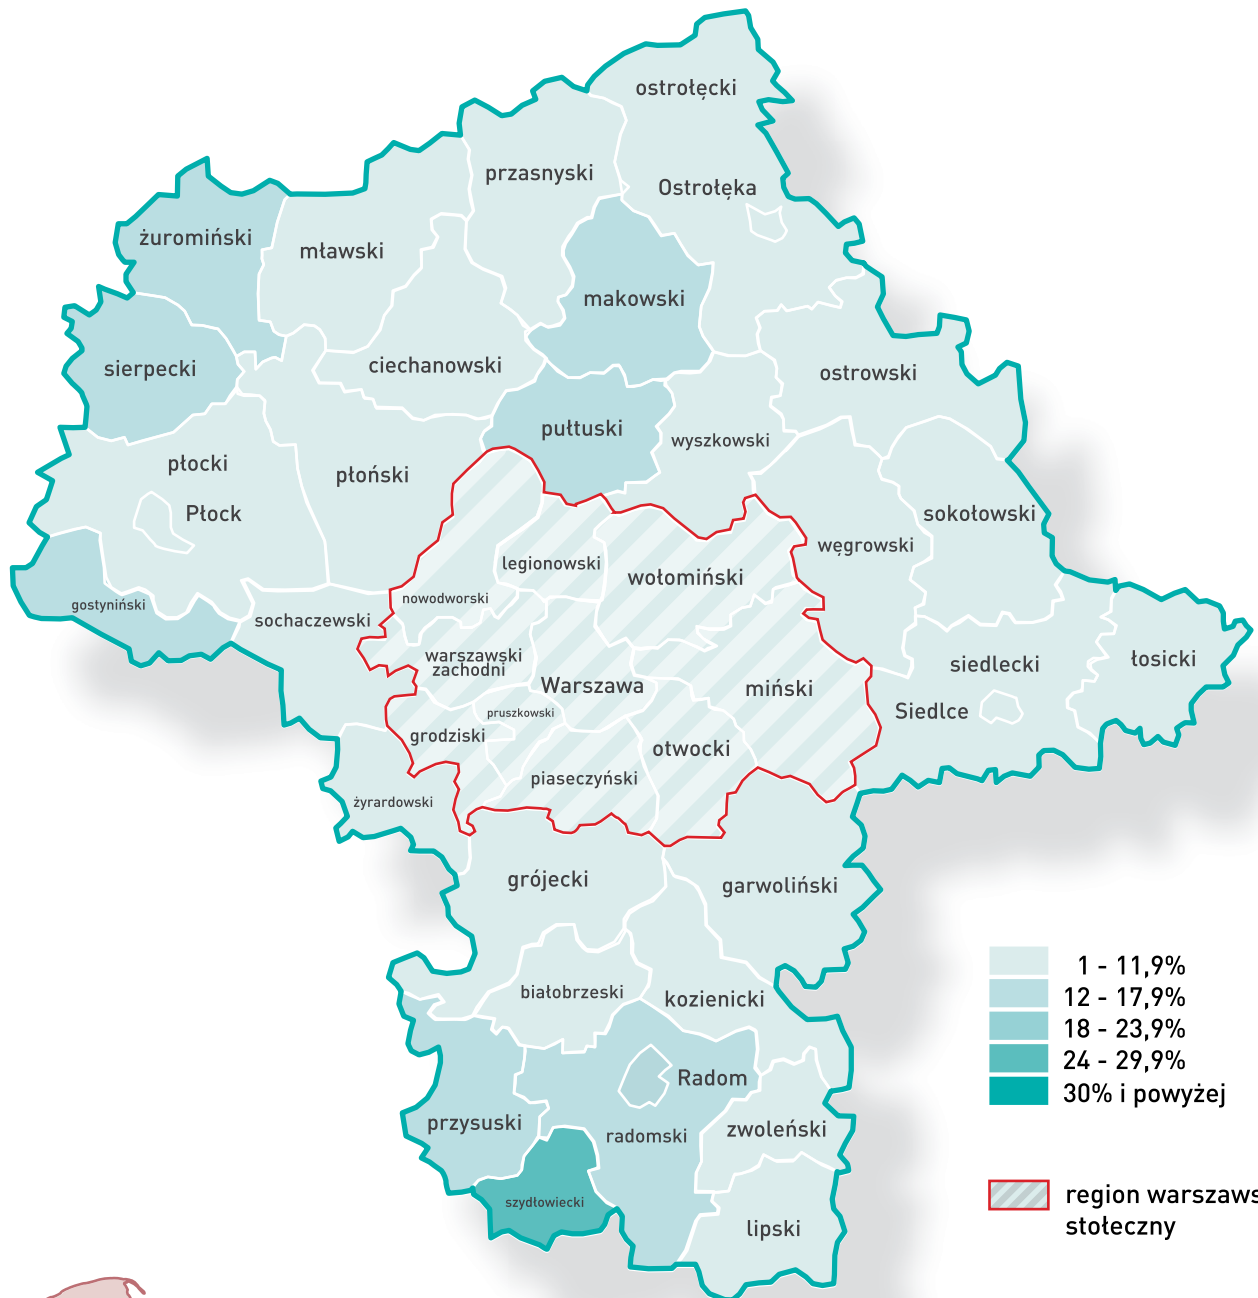 ostrołęcki
przasnyski
Ostrołęka
żuromiński
mławski
makowski
sierpecki
ciechanowski
ostrowski
pułtuski
wyszkowski
płocki
płoński
Płock
sokołowski
węgrowski
legionowski
wołomiński
nowodworski
gostyniński
sochaczewski
warszawski
zachodni
siedlecki
łosicki
Warszawa
miński
Siedlce
pruszkowski
grodziski
otwocki
piaseczyński
żyrardowski
grójecki
garwoliński
białobrzeski
kozienicki
Radom
przysuski
radomski
zwoleński
szydłowiecki
lipski
1 - 11,9%
12 - 17,9%
18 - 23,9%
24 - 29,9%
30% i powyżej
region warszaws
stołeczny